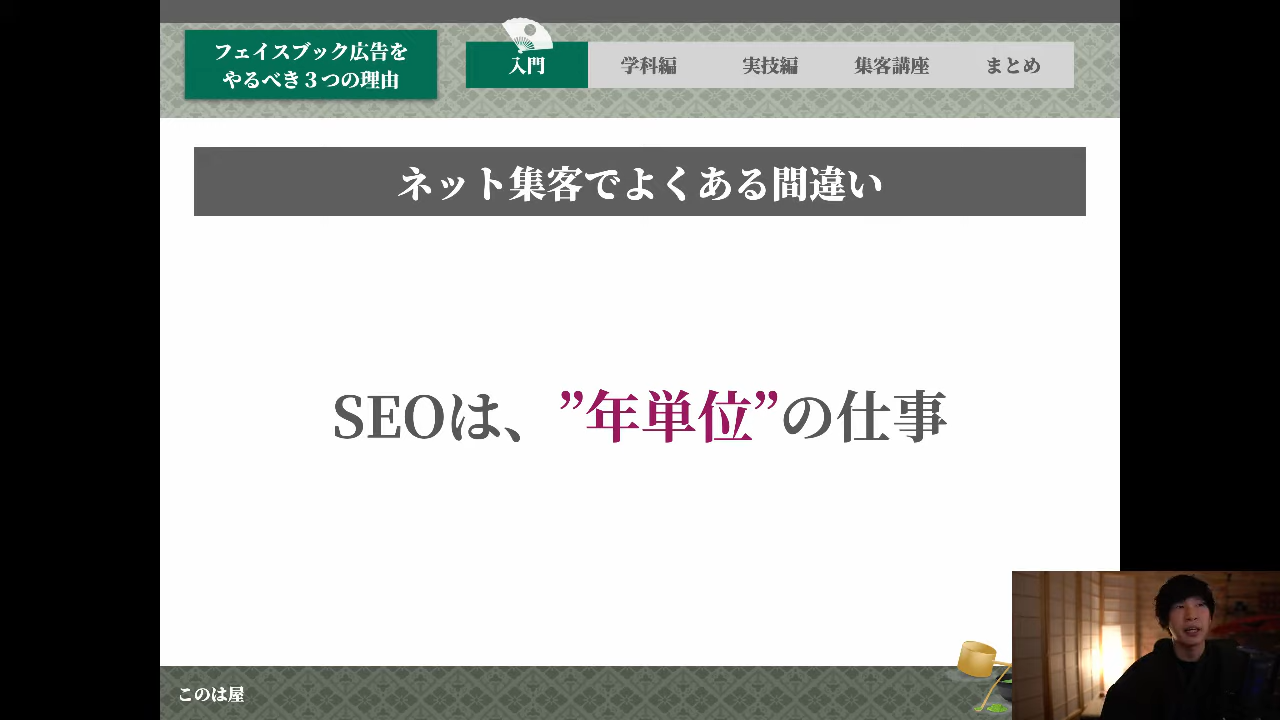 フェイスブック広告を
やるべき３つの理由
入門
学科編
実技編
集客講座
まとめ
ネット集客でよくある間違い
SEOは、”年単位”の仕事
このは屋